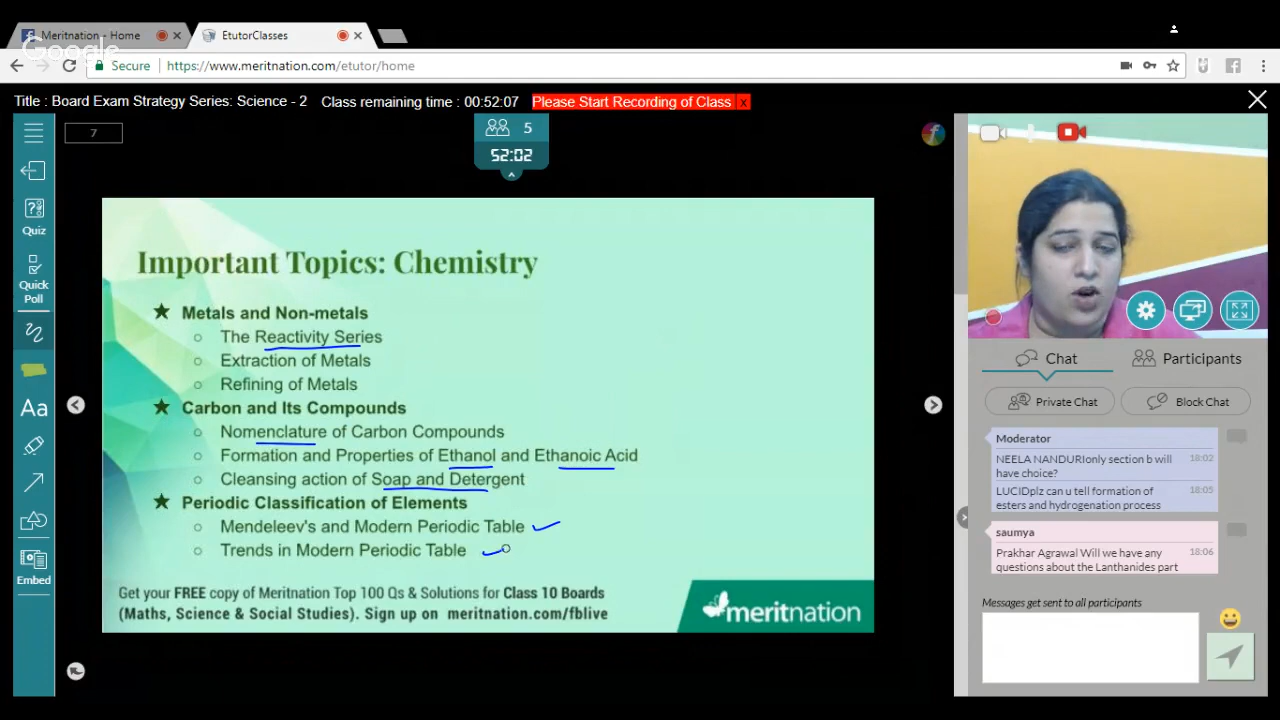 Meritnation - Home
EtutorClasses
Google
Secure
https://www.meritnation.com/etutor/home
Title : Board Exam Strategy Series: Science - 2 Class remaining time : 00:52:07 Please Start Recording of Class x
7
5
52:02
Quiz
Quick
Poll
Aa
Embed
Important Topics: Chemistry
Metals and Non-metals
The Reactivity Series
Extraction of Metals
Refining of Metals
Carbon and Its Compounds
Nomenclature of Carbon Compounds
Formation and Properties of Ethanol and Ethanoic Acid
Cleansing action of Soap and Detergent
Periodic Classification of Elements
Mendeleev's and Modern Periodic Table
Trends in Modern Periodic Table
Get your FREE copy of Meritnation Top 100 Qs & Solutions for Class 10 Boards
(Maths, Science & Social Studies). Sign up on meritnation.com/fblive
meritnation
Chat
Participants
Private Chat
Block Chat
Moderator
NEELA NANDURIonly section b will 18:02
have choice?
LUCIDplz can u tell formation of 18:05
esters and hydrogenation process
saumya
Prakhar Agrawal Will we have any 18:06
questions about the Lanthanides part
Messages get sent to all participants